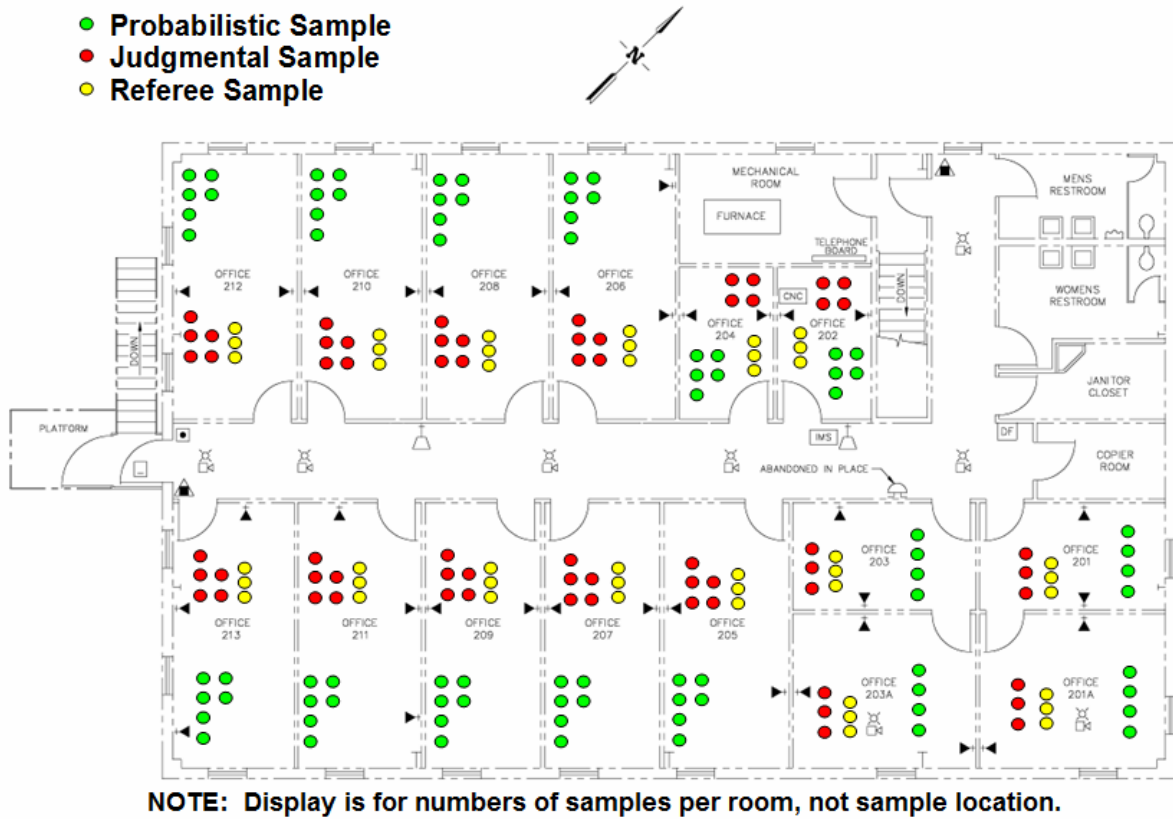 Probabilistic Sample
Judgmental Sample
Referee Sample
N
MECHANICAL
ROOM
FURNACE
TELEPHONE
BOARD
MENS
RESTROOM
WOMENS
RESTROOM
OFFICE
212
OFFICE
210
OFFICE
208
OFFICE
206
OFFICE
204
CNC
OFFICE
202
DOWN
DOWN
JANITOR
CLOSET
PLATFORM
IMS
DF
COPIER
ROOM
ABANDONED IN PLACE
OFFICE
203
OFFICE
201
OFFICE
213
OFFICE
211
OFFICE
209
OFFICE
207
OFFICE
205
OFFICE
203A
OFFICE
201A
NOTE: Display is for numbers of samples per room, not sample location.